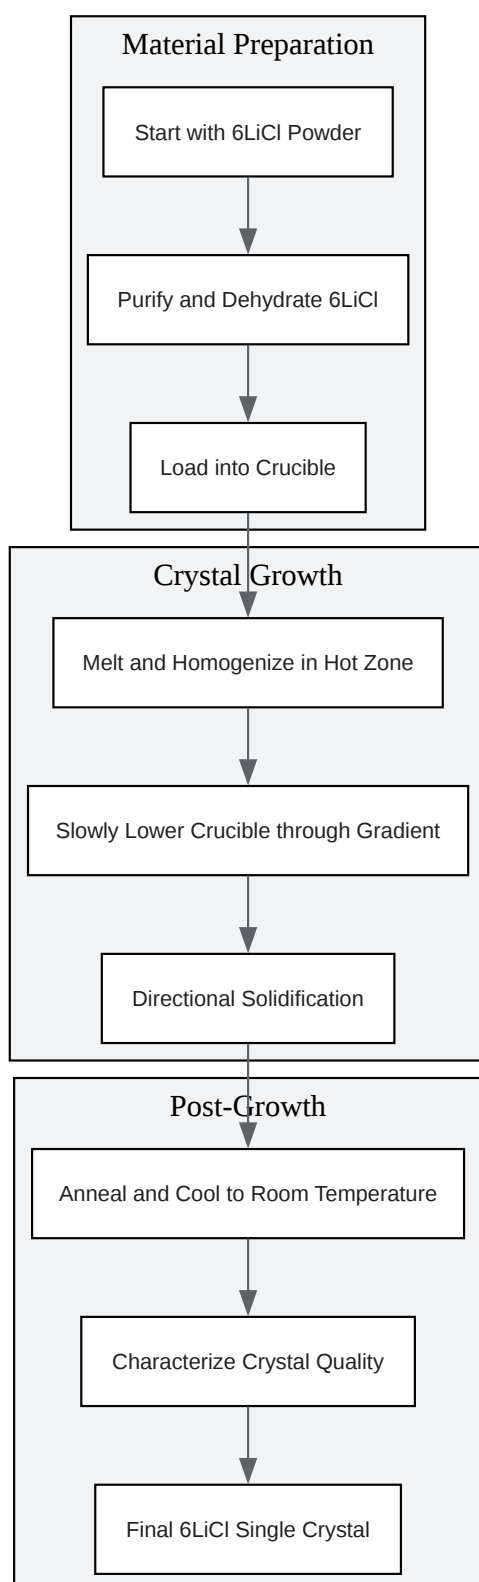 Material Preparation
Start with 6LiCl Powder
Purify and Dehydrate 6LiCl
Load into Crucible
Crystal Growth
Melt and Homogenize in Hot Zone
Slowly Lower Crucible through Gradient
Directional Solidification
Post-Growth
Anneal and Cool to Room Temperature
Characterize Crystal Quality
Final 6LiCl Single Crystal